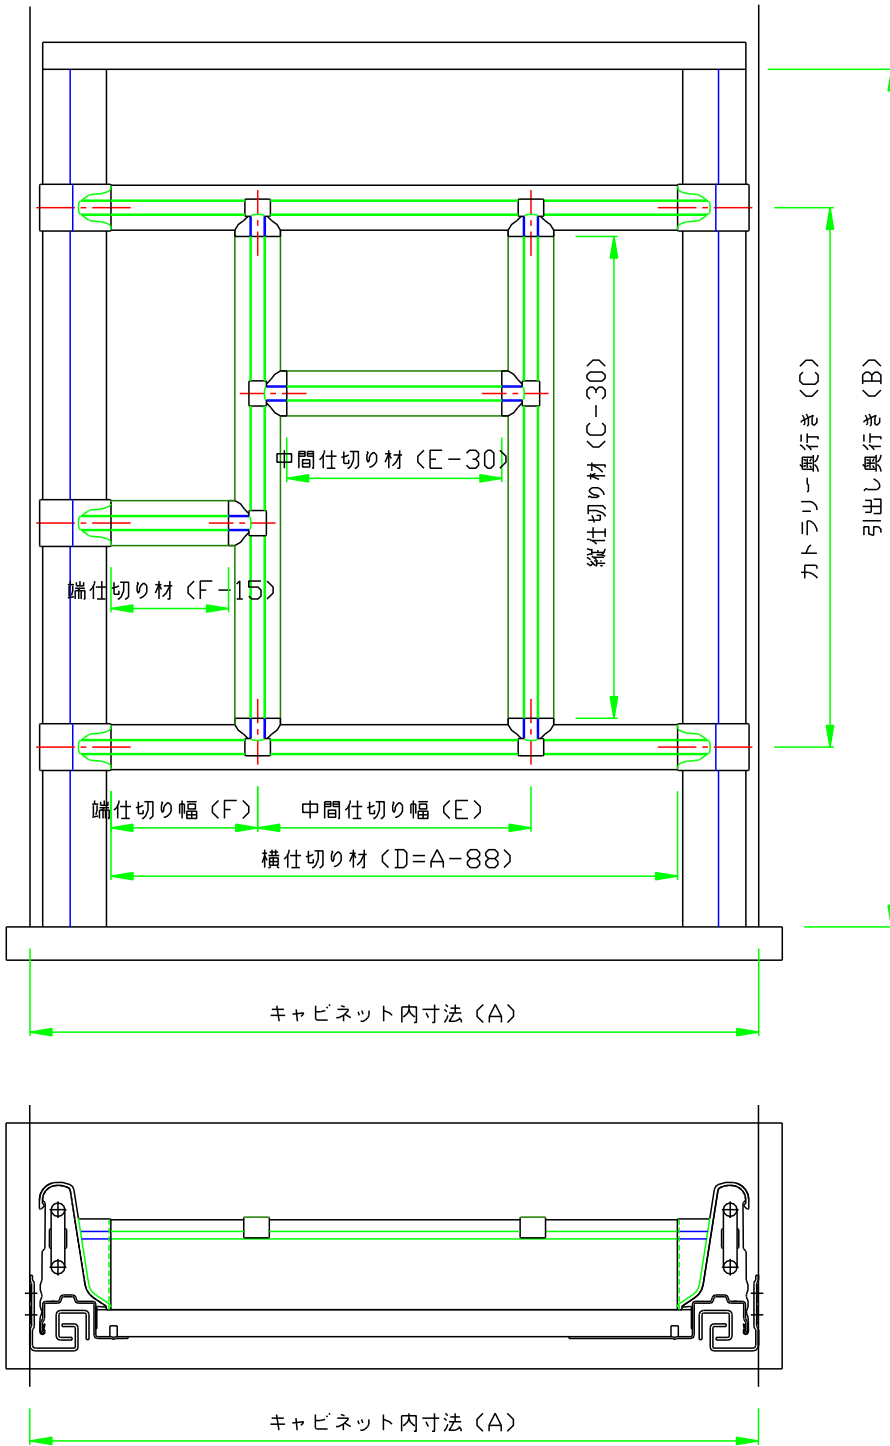 引出し奥行き(B)
カトラリー奥行き(C)
縦仕切り材(C-30)
中間仕切り材(E-30)
端仕切り材(F-15)
端仕切り幅(F)
中間仕切り幅(E)
横仕切り材(D=A-88)
キャビネット内寸法(A)
キャビネット内寸法(A)